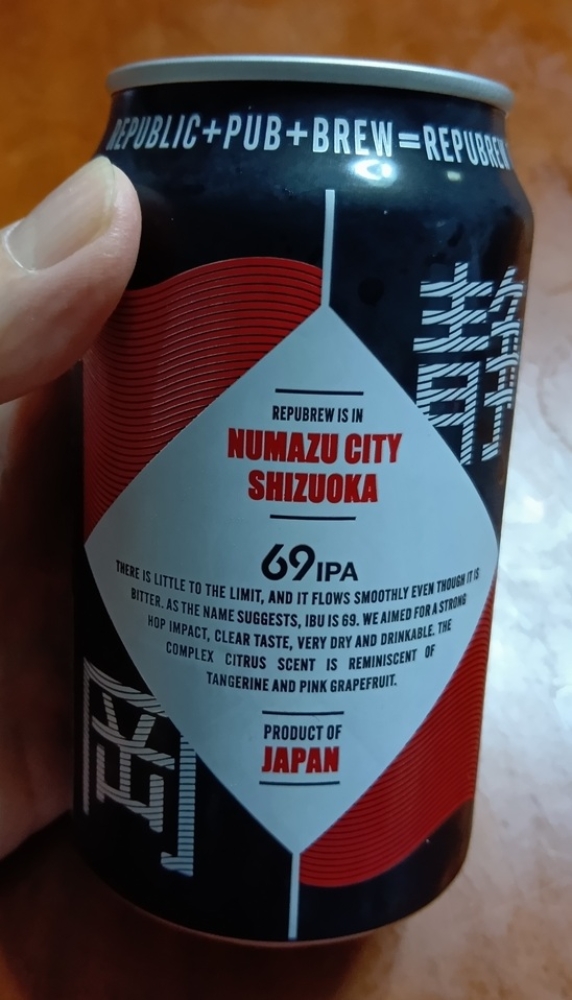 REPUBLIC+PUB+BREW=REPUBREW
REPUBREW IS IN
NUMAZU CITY
SHIZUOKA
69IPA
THERE IS LITTLE TO THE LIMIT, AND IT FLOWS SMOOTHLY EVEN THOUGH IT IS
BITTER. AS THE NAME SUGGESTS, IBU IS 69. WE AIMED FOR A STRONG
HOP IMPACT, CLEAR TASTE, VERY DRY AND DRINKABLE. THE
COMPLEX CITRUS SCENT IS REMINISCENT OF
TANGERINE AND PINK GRAPEFRUIT.
PRODUCT OF
JAPAN